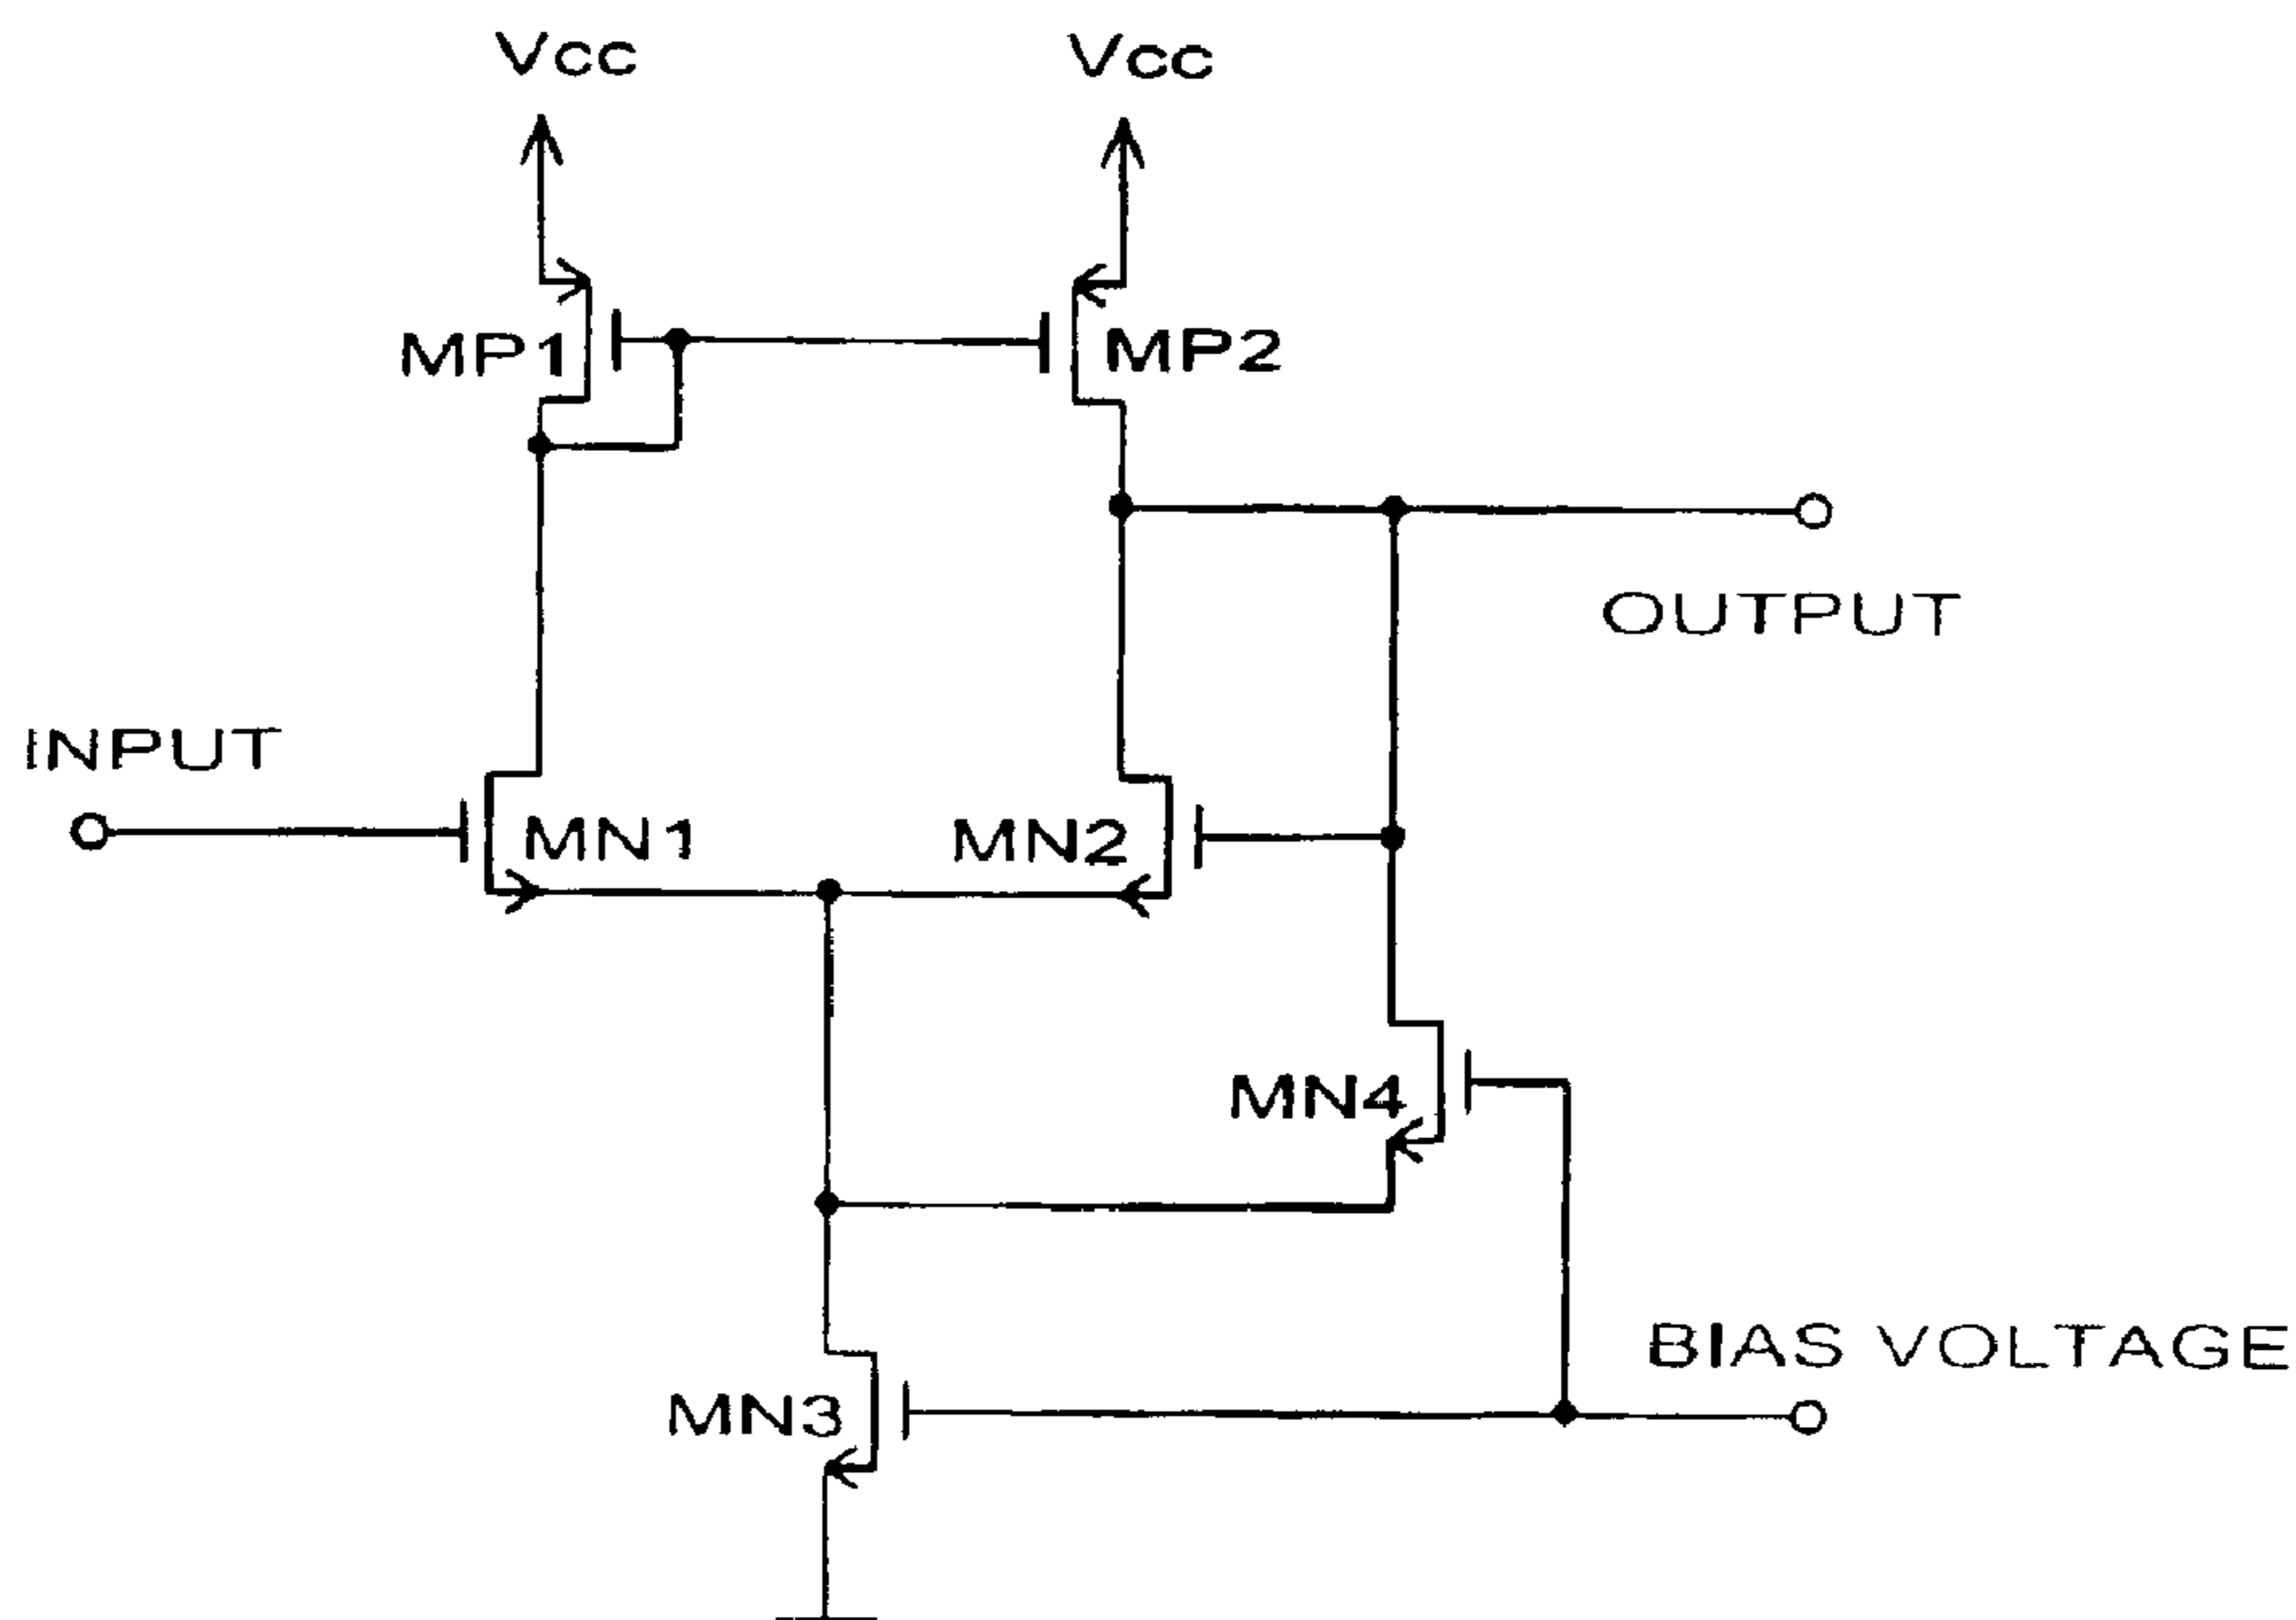 Vcc
Vcc
MP1
MP2
OUTPUT
INPUT
MN1
MN2
MN4
BIAS VOLTAGE
MN3